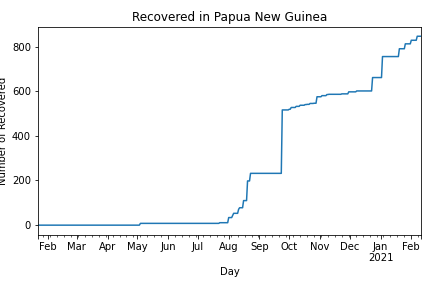 Recovered in Papua New Guinea
Number of Recovered
800
600
400
200
0
Feb Mar Apr May Jun Jul Aug Sep Oct Nov Dec Jan Feb
2021
Day